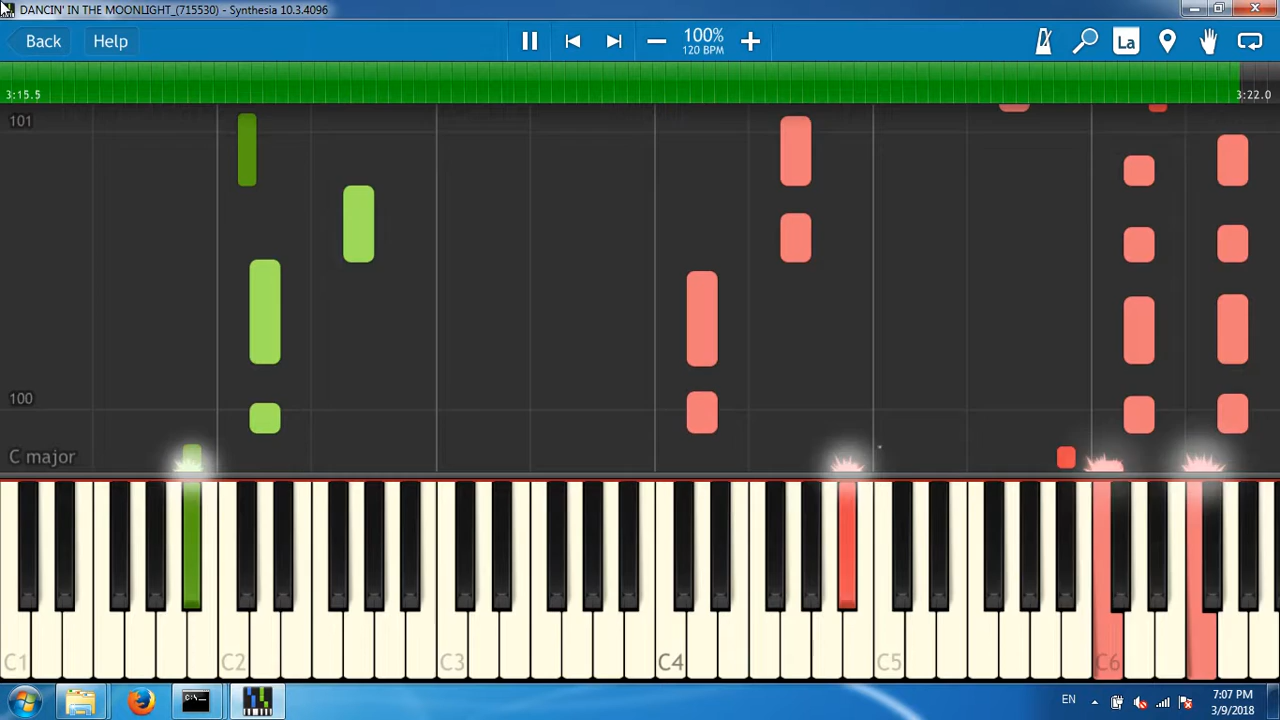 DANCIN' IN THE MOONLIGHT_(715530) - Synthesia 10.3.4096
Back
Help
100%
120 BPM
La
3:15.5
3:22.0
101
100
C major
C1
C2
C3
C4
C5
C6
EN
7:07 PM
3/9/2018